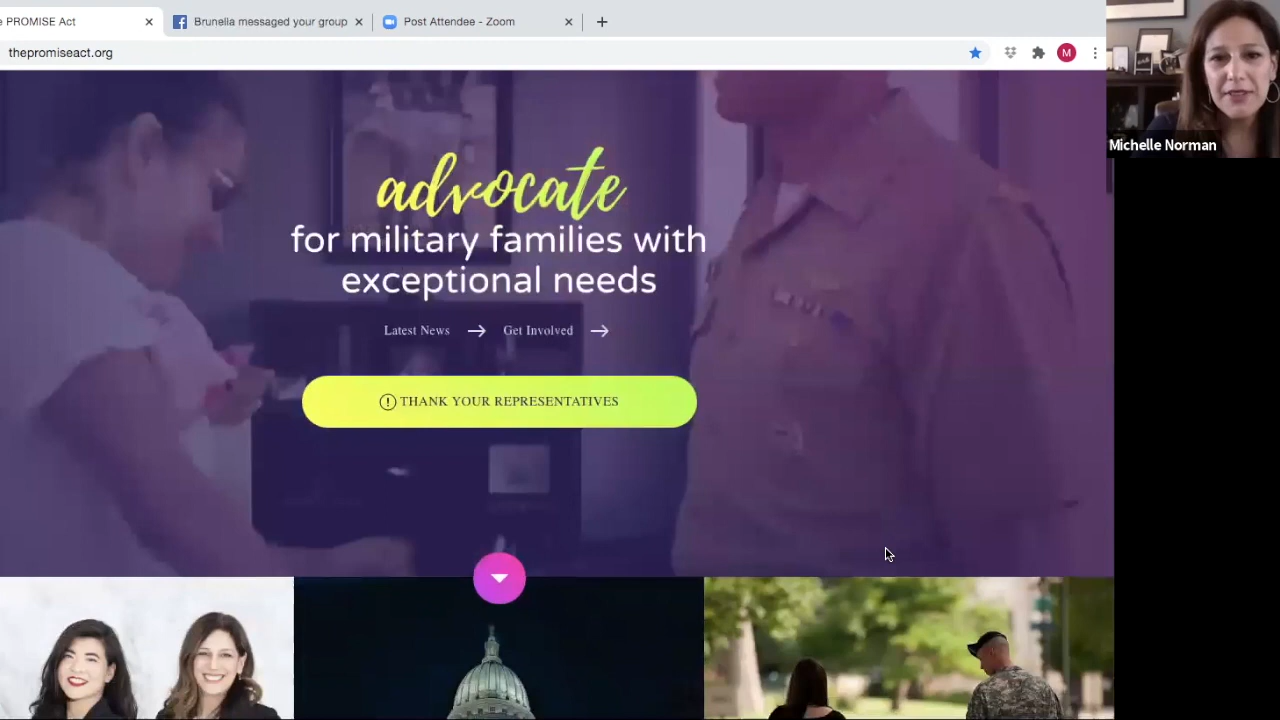 e PROMISE Act
Brunella messaged your group
Post Attendee - Zoom
thepromiseact.org
M
Michelle Norman
advocate
for military families with
exceptional needs
Latest News → Get Involved →
THANK YOUR REPRESENTATIVES